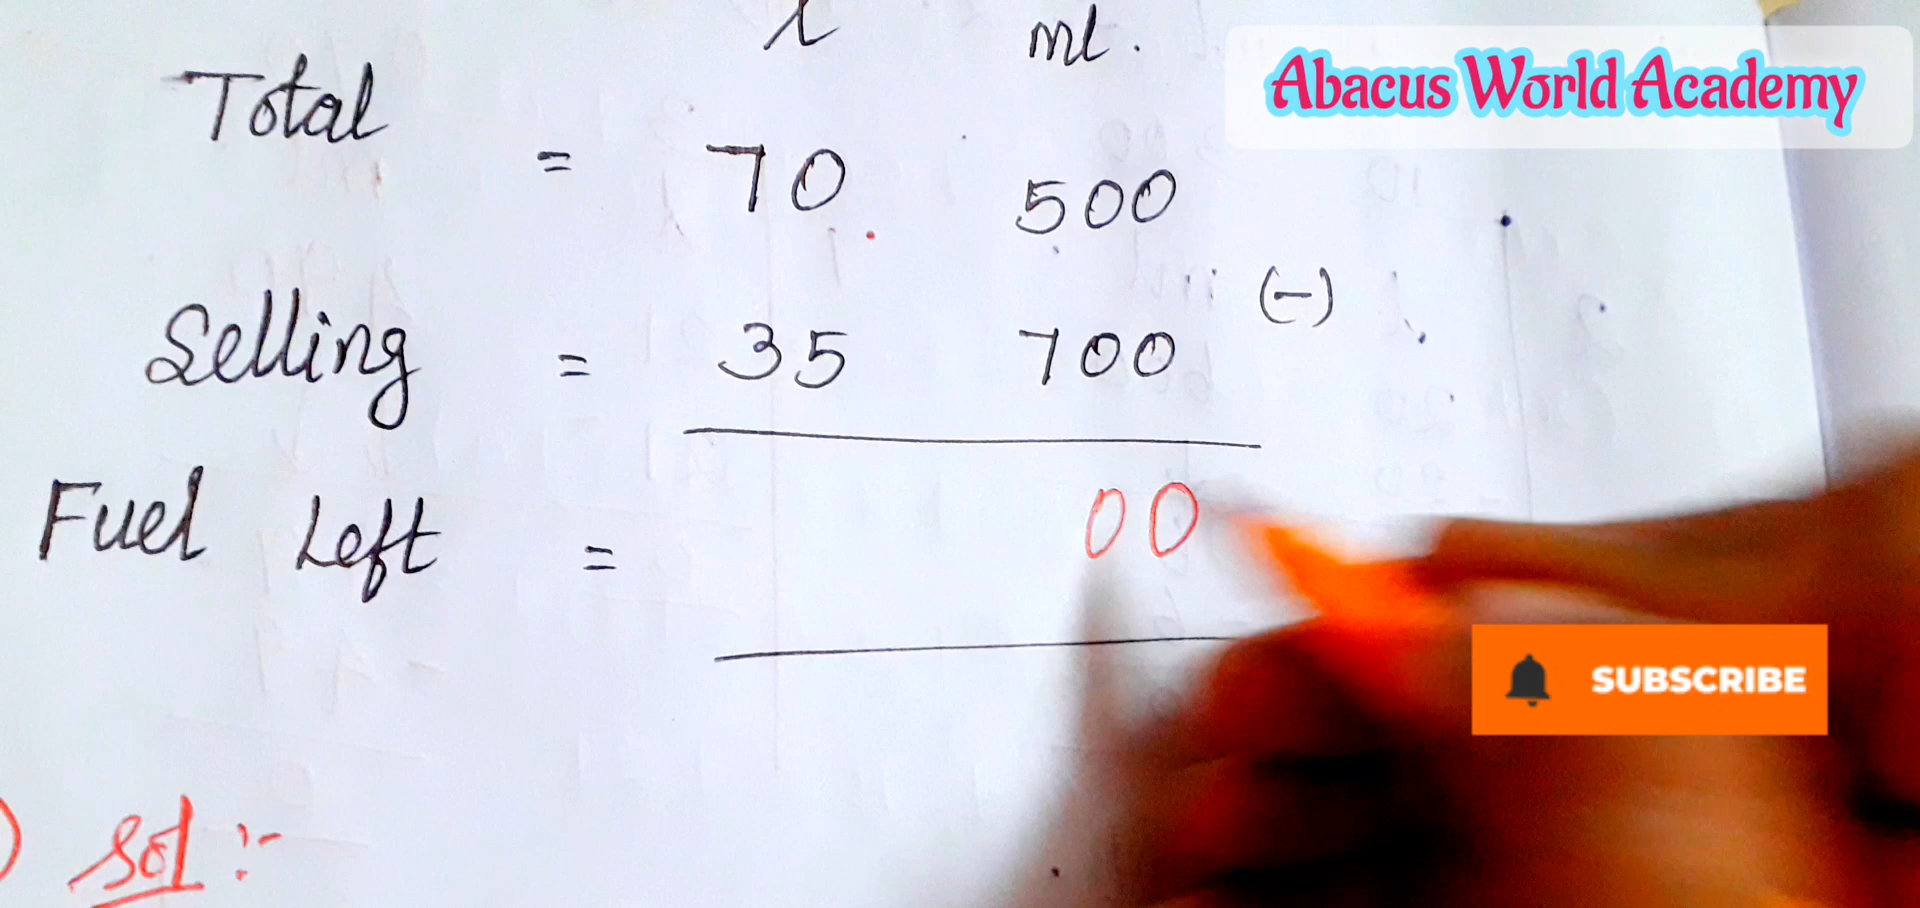 l ml.
Abacus World Academy
Total = 70 500
Selling = 35 700 (-)
Fuel Left = 00
SUBSCRIBE
) Sol :-